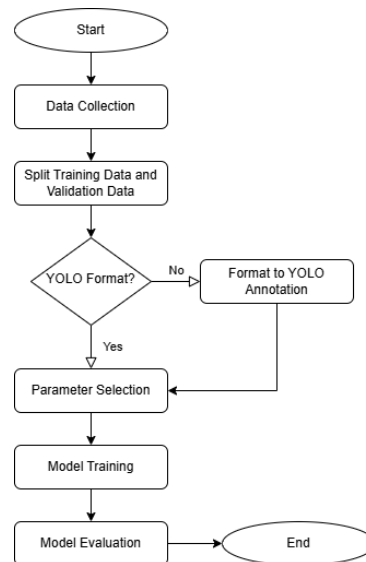 Start
Data Collection
Split Training Data and
Validation Data
YOLO Format?
No
Format to YOLO
Annotation
Yes
Parameter Selection
Model Training
Model Evaluation
End